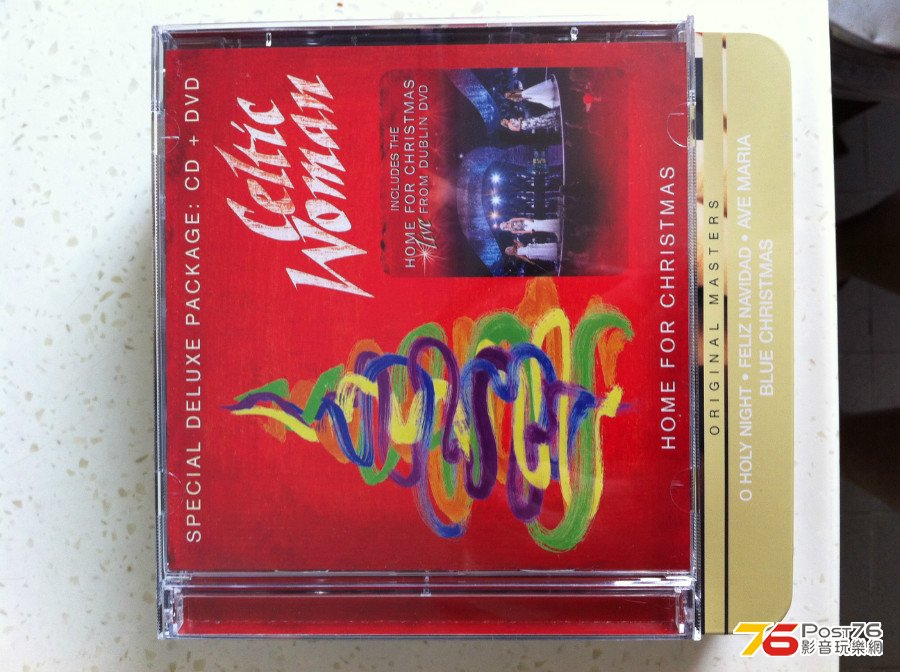 SPECIAL DELUXE PACKAGE: CD + DVD
Celtic
Woman
INCLUDES THE
HOME FOR CHRISTMAS
live FROM DUBLIN DVD
HOME FOR CHRISTMAS
ORIGINAL MASTERS
O HOLY NIGHT • FELIZ NAVIDAD • AVE MARIA
BLUE CHRISTMAS
76 Post76
影音玩樂網